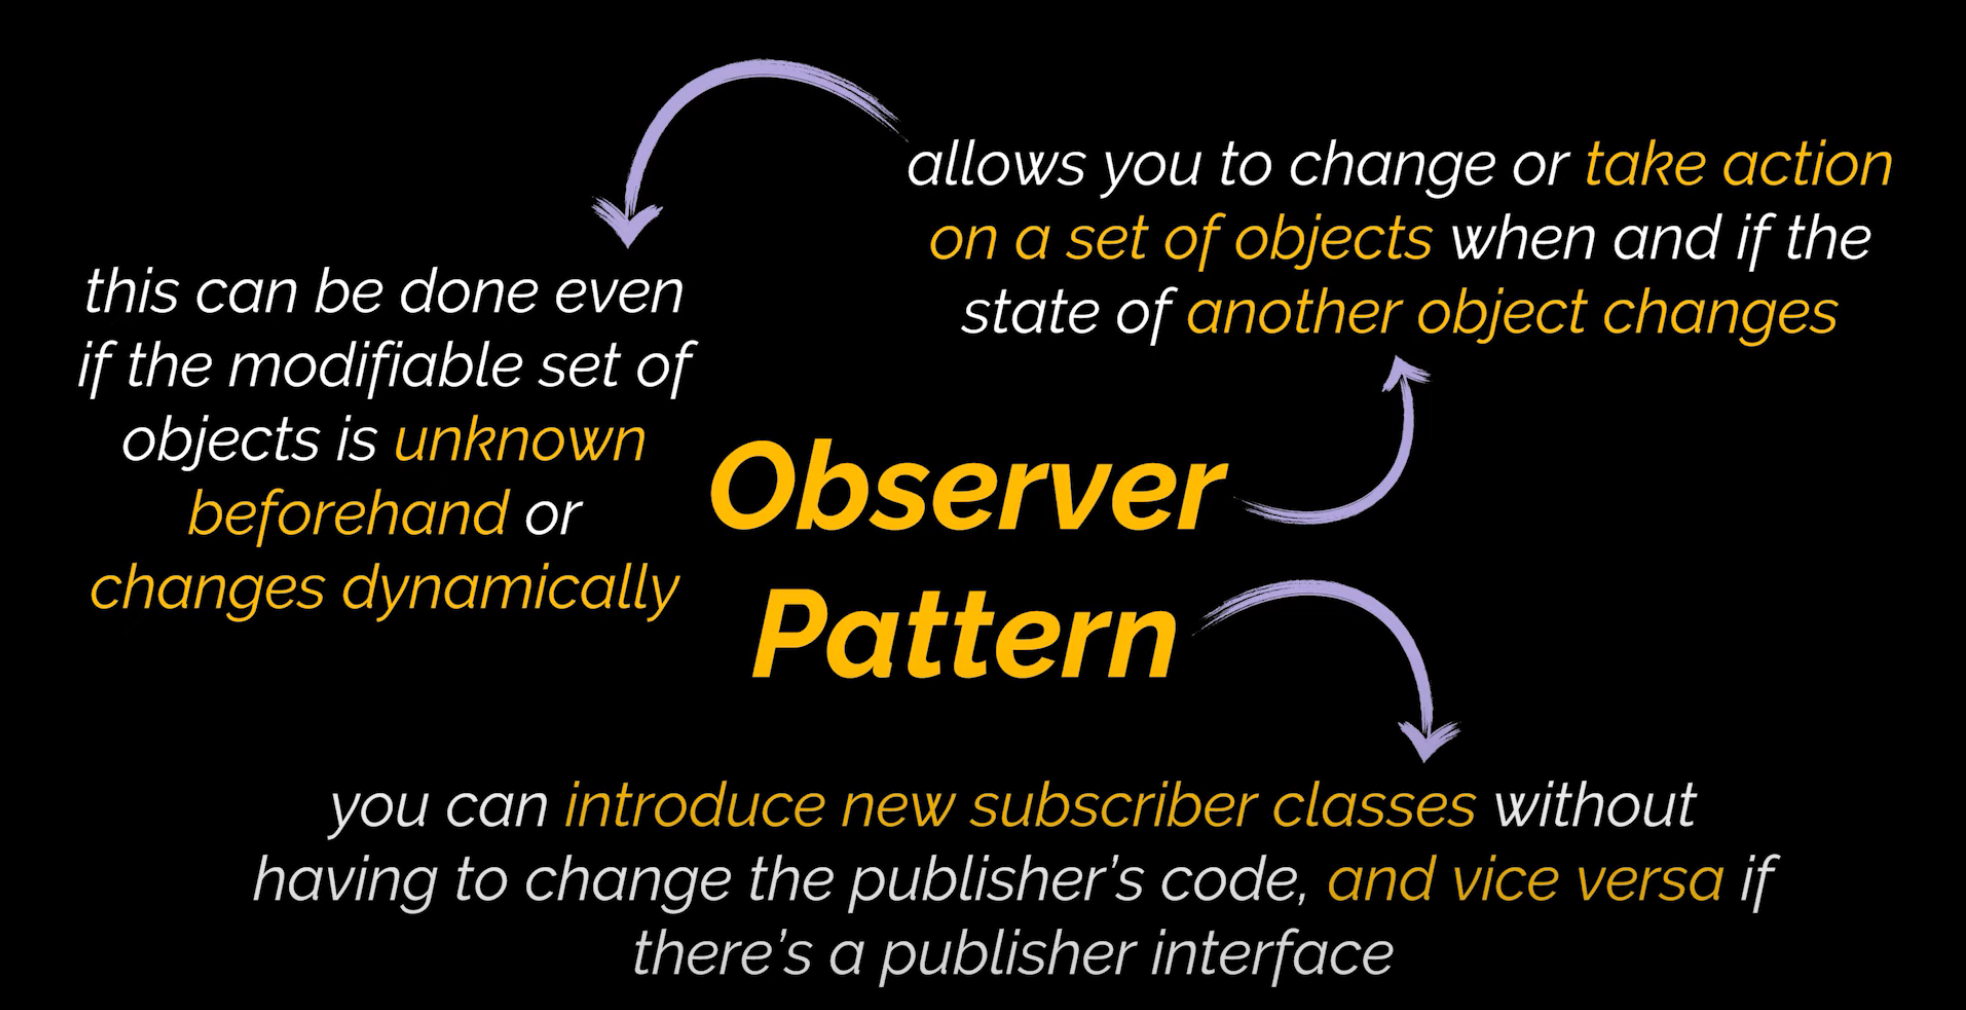 allows you to change or take action
on a set of objects when and if the
state of another object changes
this can be done even
if the modifiable set of
objects is unknown
beforehand or
changes dynamically
Observer
Pattern
you can introduce new subscriber classes without
having to change the publisher's code, and vice versa if
there's a publisher interface